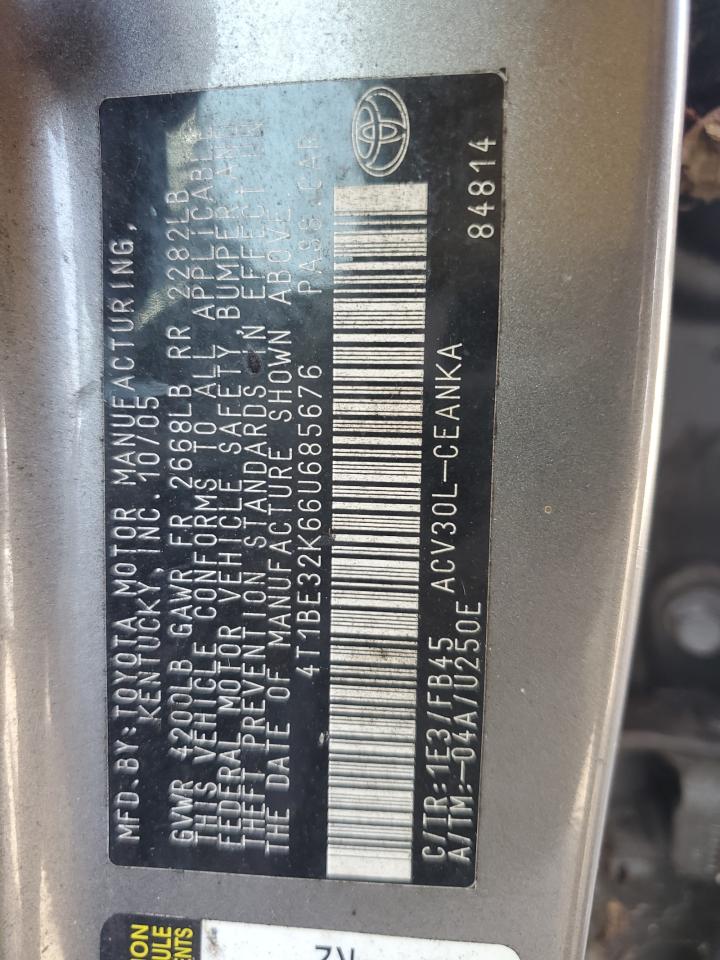 MFD.BY:TOYOTA MOTOR MANUFACTURING,
KENTUCKY, INC. 10/05
GVWR 4200LB GAWR FR 2668LB RR 2282LB
THIS VEHICLE CONFORMS TO ALL APPLICABLE
FEDERAL MOTOR VEHICLE SAFETY, BUMPER, AND
THEFT PREVENTION STANDARDS IN EFFECT ON
THE DATE OF MANUFACTURE SHOWN ABOVE
4T1BE32K66U685676 PASS.CAR
C/TR:1E3/FB45 ACV30L-CEANKA
A/TM:-04A/U250E 84814